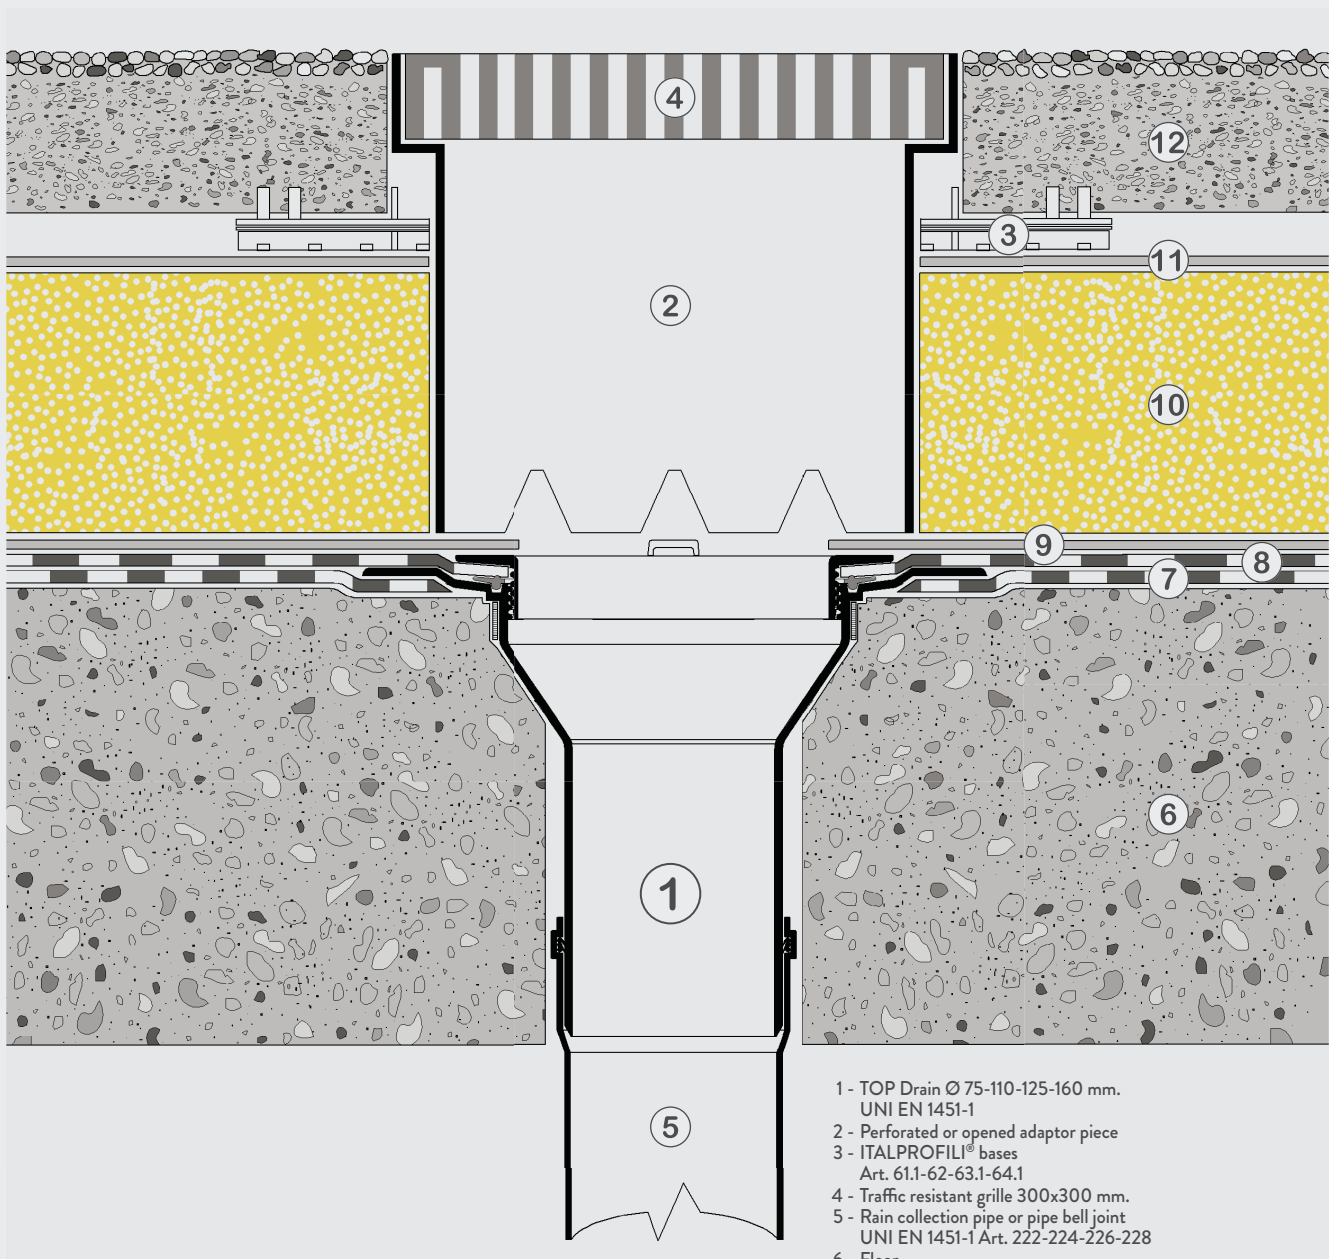 4
12
3
11
2
10
9
8
7
6
1
5
1 - TOP Drain Ø 75-110-125-160 mm.
UNI EN 1451-1
2 - Perforated or opened adaptor piece
3 - ITALPROFILI® bases
Art. 61.1-62-63.1-64.1
4 - Traffic resistant grille 300x300 mm.
5 - Rain collection pipe or pipe bell joint
UNI EN 1451-1 Art. 222-224-226-228
6 - Floor